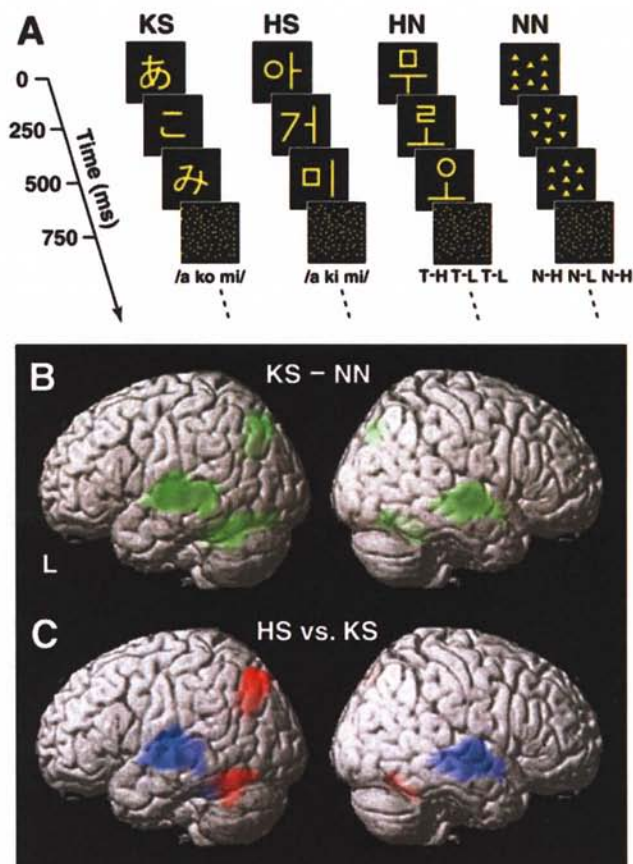 A
KS HS HN NN
0
250
500
750
Time (ms)
あ 아 무
こ 거 로
み 미 오
/a ko mi/ /a ki mi/ T-H T-L T-L N-H N-L N-H
B
KS – NN
L
C
HS vs. KS